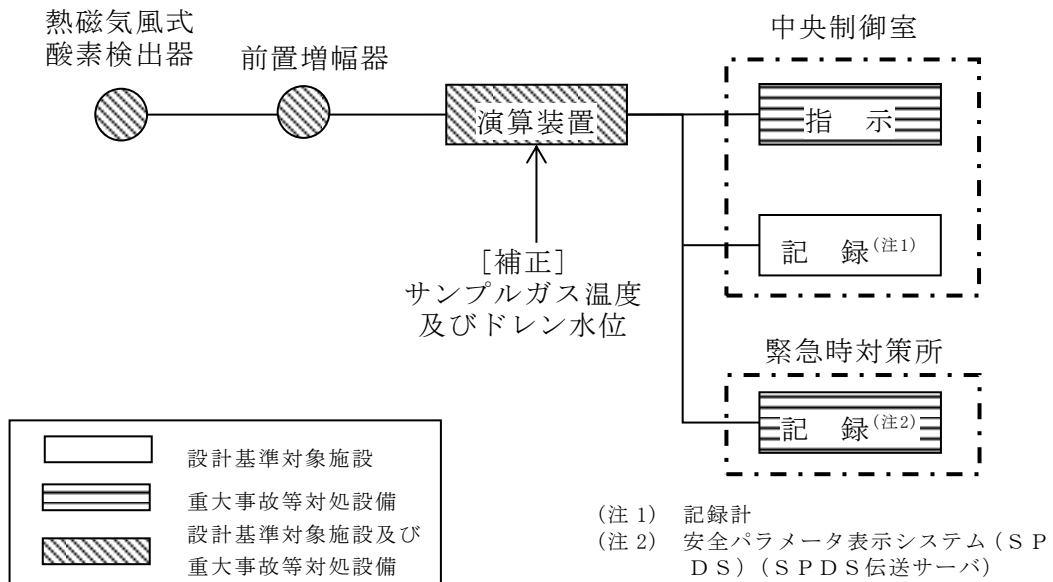 熱磁気風式
酸素検出器
前置増幅器
中央制御室
演算装置
指 示
記 録(注1)
[補正]
サンプルガス温度
及びドレン水位
緊急時対策所
記 録(注2)
設計基準対象施設
重大事故等対処設備
設計基準対象施設及び
重大事故等対処設備
(注1) 記録計
(注2) 安全パラメータ表示システム(SP
DS)(SPDS伝送サーバ)